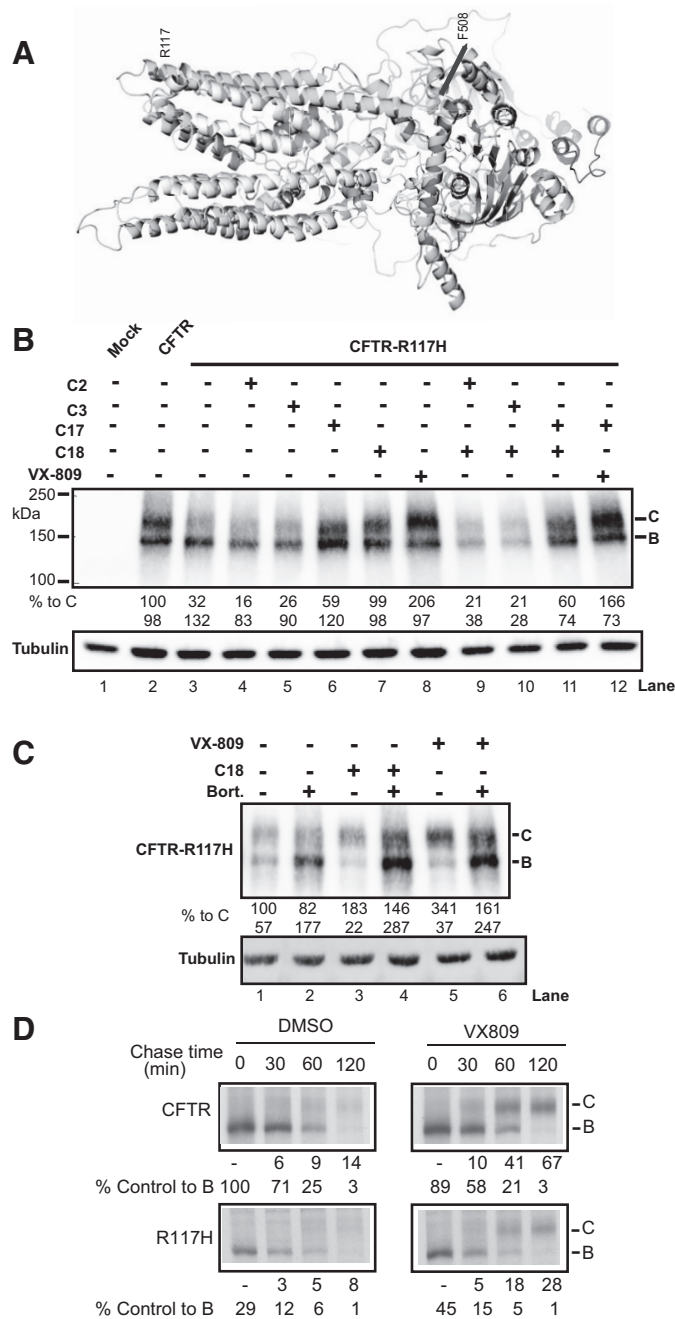 A
R117
F508
B
Mock
CFTR
CFTR-R117H
C2 - - - + - - - - + - - -
C3 - - - - + - - - - + - -
C17 - - - - - + - - - - + +
C18 - - - - - - + - + + + -
VX-809 - - - - - - - + - - - +
250
kDa
150
100
C
B
% to C 100 32 16 26 59 99 206 21 21 60 166
98 132 83 90 120 98 97 38 28 74 73
Tubulin
1 2 3 4 5 6 7 8 9 10 11 12 Lane
C
VX-809 - - - - + +
C18 - - + + - -
Bort. - + - + - +
CFTR-R117H
-C
-B
100 82 183 146 341 161
% to C
57 177 22 287 37 247
Tubulin
1 2 3 4 5 6 Lane
D
DMSO VX809
Chase time
(min)
0 30 60 120 0 30 60 120
CFTR
-C
-B
- 6 9 14 - 10 41 67
% Control to B 100 71 25 3 89 58 21 3
R117H
-C
-B
- 3 5 8 - 5 18 28
% Control to B 29 12 6 1 45 15 5 1